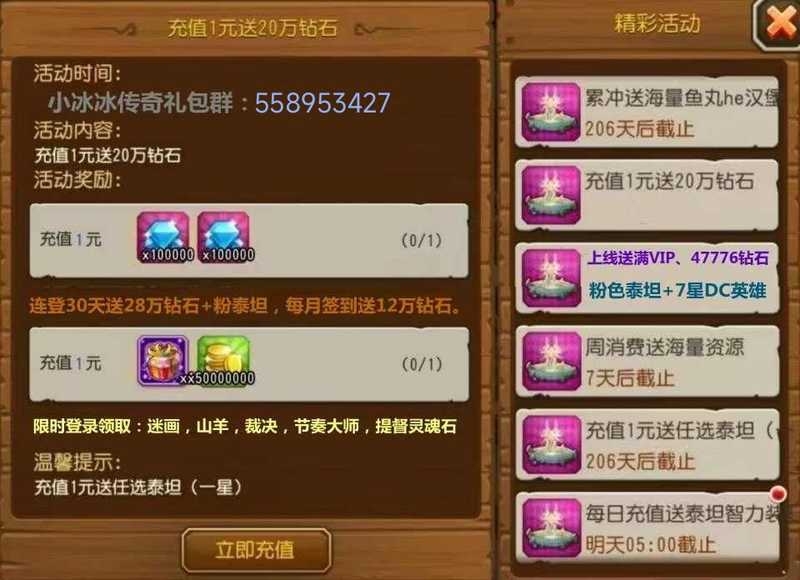 充值1元送20万钻石
活动时间：
小冰冰传奇礼包群：558953427
活动内容：
充值1元送20万钻石
活动奖励：
充值1元
x100000
x100000
(0/1)
连登30天送28万钻石+粉泰坦，每月签到送12万钻石。
充值1元
xx50000000
(0/1)
限时登录领取：迷画，山羊，裁决，节奏大师，提督灵魂石
温馨提示：
充值1元送任选泰坦（一星）
立即充值
精彩活动
累冲送海量鱼丸he汉堡
206天后截止
充值1元送20万钻石
上线送满VIP、47776钻石
粉色泰坦+7星DC英雄
周消费送海量资源
7天后截止
充值1元送任选泰坦（
206天后截止
每日充值送泰坦智力装
明天05:00截止